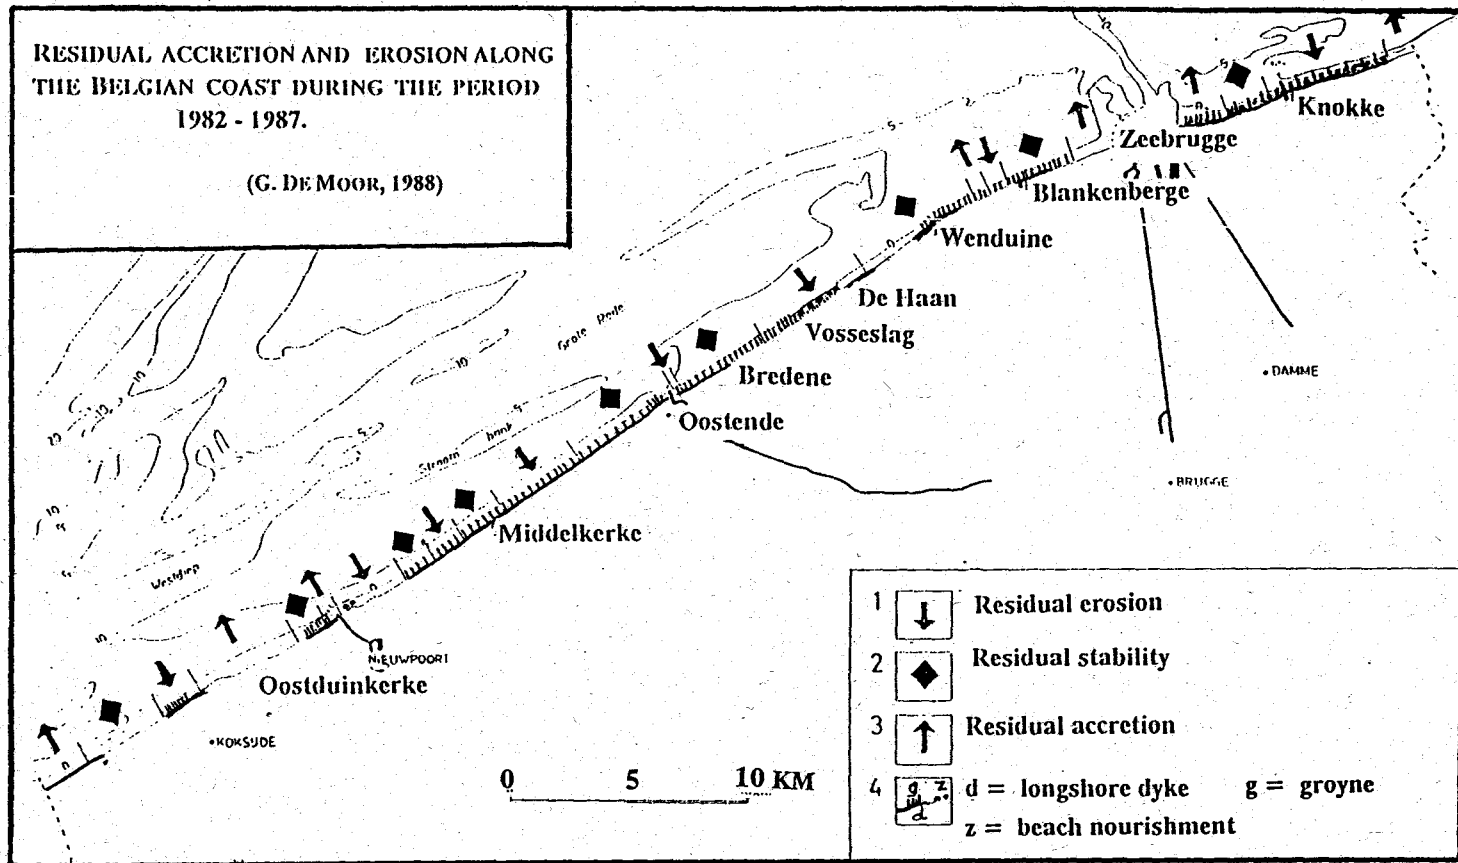 RESIDUAL ACCRETION AND EROSION ALONG
THE BELGIAN COAST DURING THE PERIOD
1982 - 1987.
(G. DE MOOR, 1988)
Knokke
Zeebrugge
Blankenberge
Wenduine
De Haan
Vosseslag
Bredene
Oostende
Middelkerke
Oostduinkerke
NIEUWPOORT
KOKSIJDE
DAMME
BRUGGE
Grote Rede
Stroom bank
Westdiep
0 5 10 KM
1 Residual erosion
2 Residual stability
3 Residual accretion
4 g z d d = longshore dyke g = groyne
z = beach nourishment